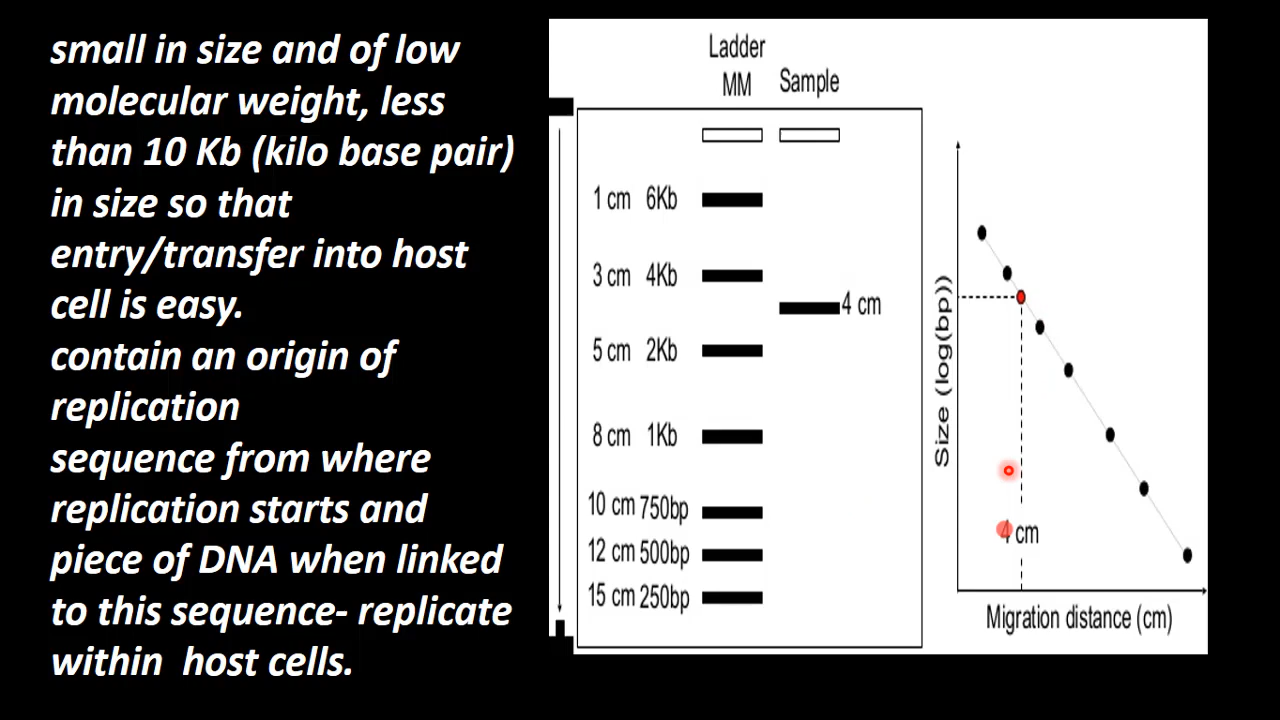 small in size and of low
molecular weight, less
than 10 Kb (kilo base pair)
in size so that
entry/transfer into host
cell is easy.
contain an origin of
replication
sequence from where
replication starts and
piece of DNA when linked
to this sequence- replicate
within  host cells.
Ladder
MM
Sample
1 cm 6Kb
3 cm 4Kb
4 cm
5 cm 2Kb
8 cm 1Kb
10 cm 750bp
12 cm 500bp
15 cm 250bp
Size (log(bp))
4 cm
Migration distance (cm)